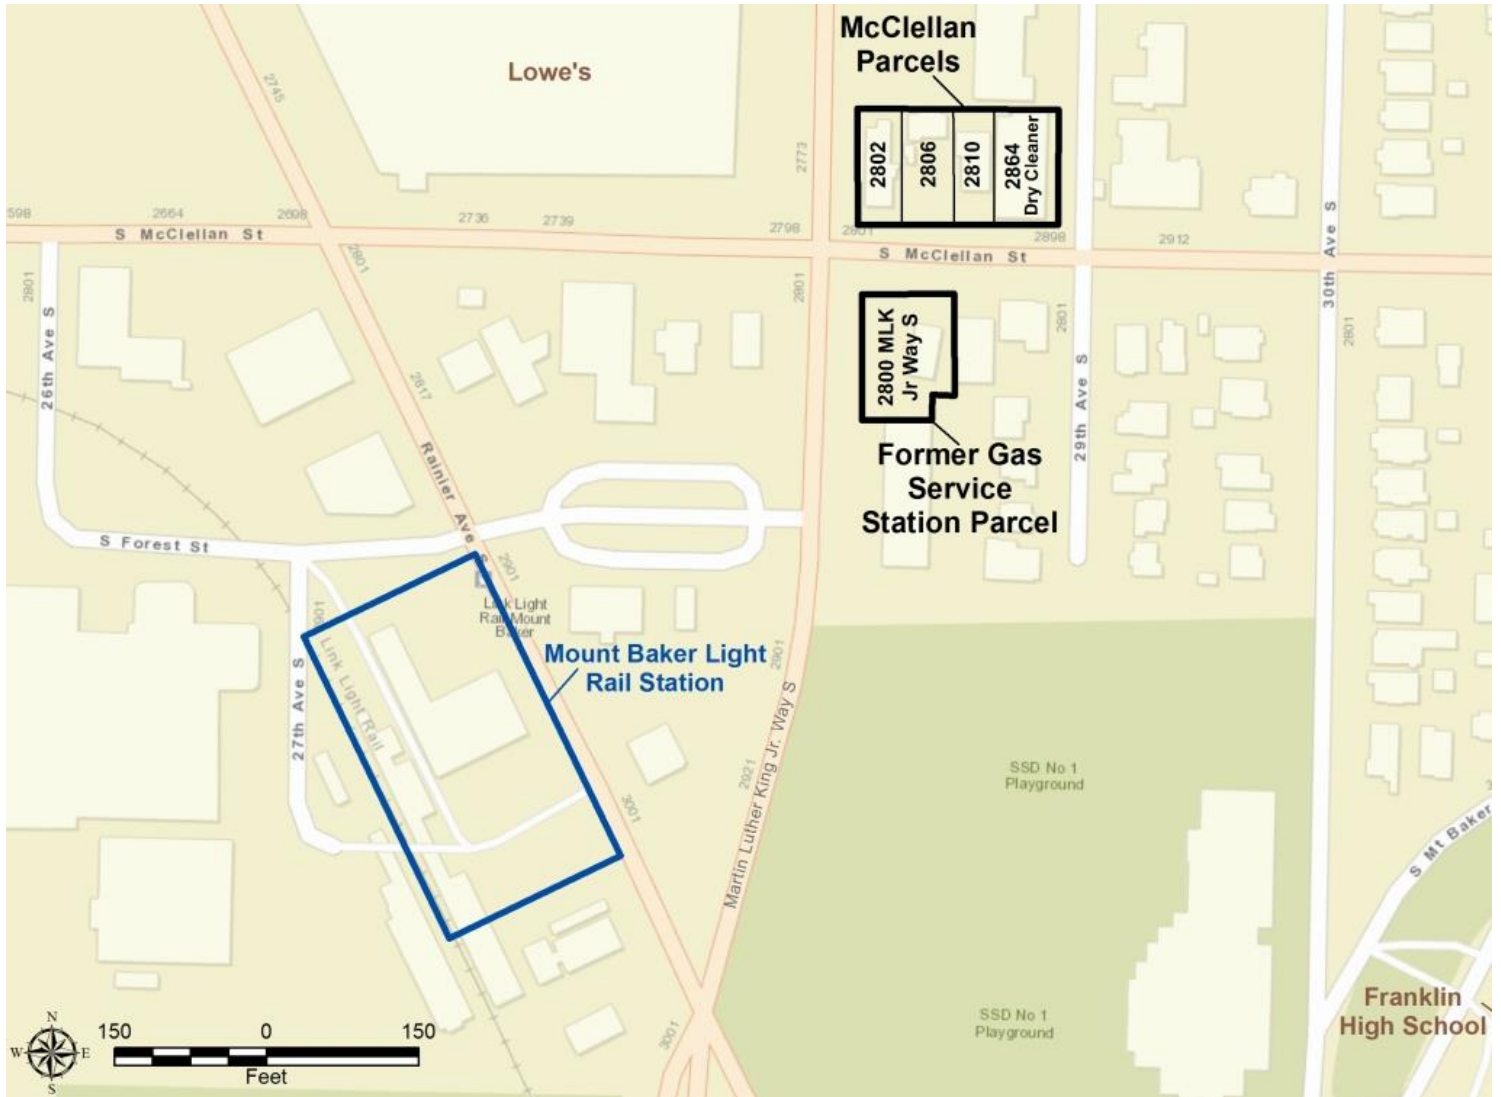 McClellan
Parcels
Lowe's
2745
2773
2802
2806
2810
2864
Dry Cleaner
2664
2698
2736
2739
2798
2801
2898
2912
S McClellan St
S McClellan St
2801
2801
2801
2801
2801
26th Ave S
2817
Rainier Ave S
2800 MLK
Jr Way S
29th Ave S
30th Ave S
Former Gas
Service
Station Parcel
S Forest St
2901
Link Light
Rail Mount
Baker
Link Light Rail
27th Ave S
Mount Baker Light
Rail Station
2901
2921
Martin Luther King Jr. Way S
3001
3001
SSD No 1
Playground
SSD No 1
Playground
S Mt Baker
Franklin
High School
N
W
E
S
150
0
150
Feet